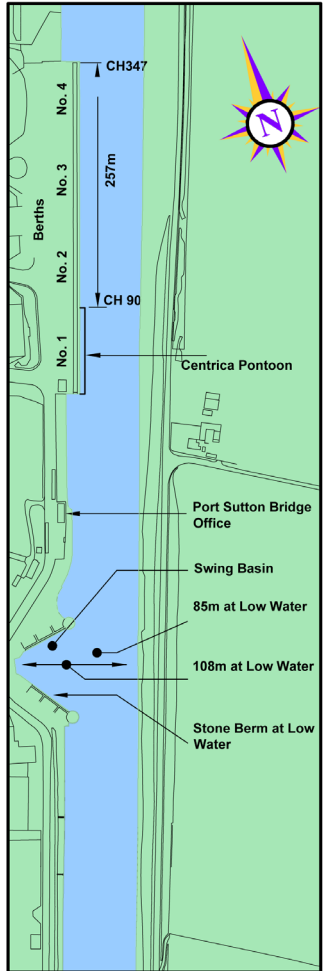 CH347
No. 4
257m
No. 3
Berths
No. 2
CH 90
No. 1
Centrica Pontoon
Port Sutton Bridge
Office
Swing Basin
85m at Low Water
108m at Low Water
Stone Berm at Low
Water
N